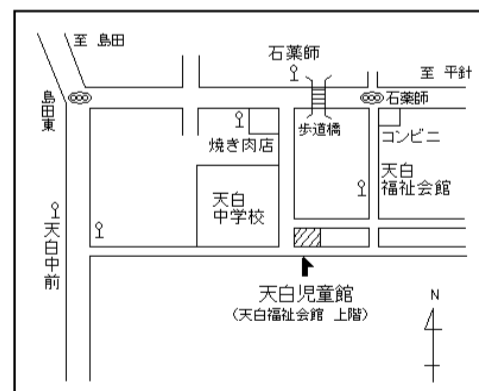 至 島田
石薬師
至 平針
島田東
石薬師
歩道橋
コンビニ
焼き肉店
天白
福祉会館
天白
中学校
天白中前
天白児童館
(天白福祉会館 上階)
N